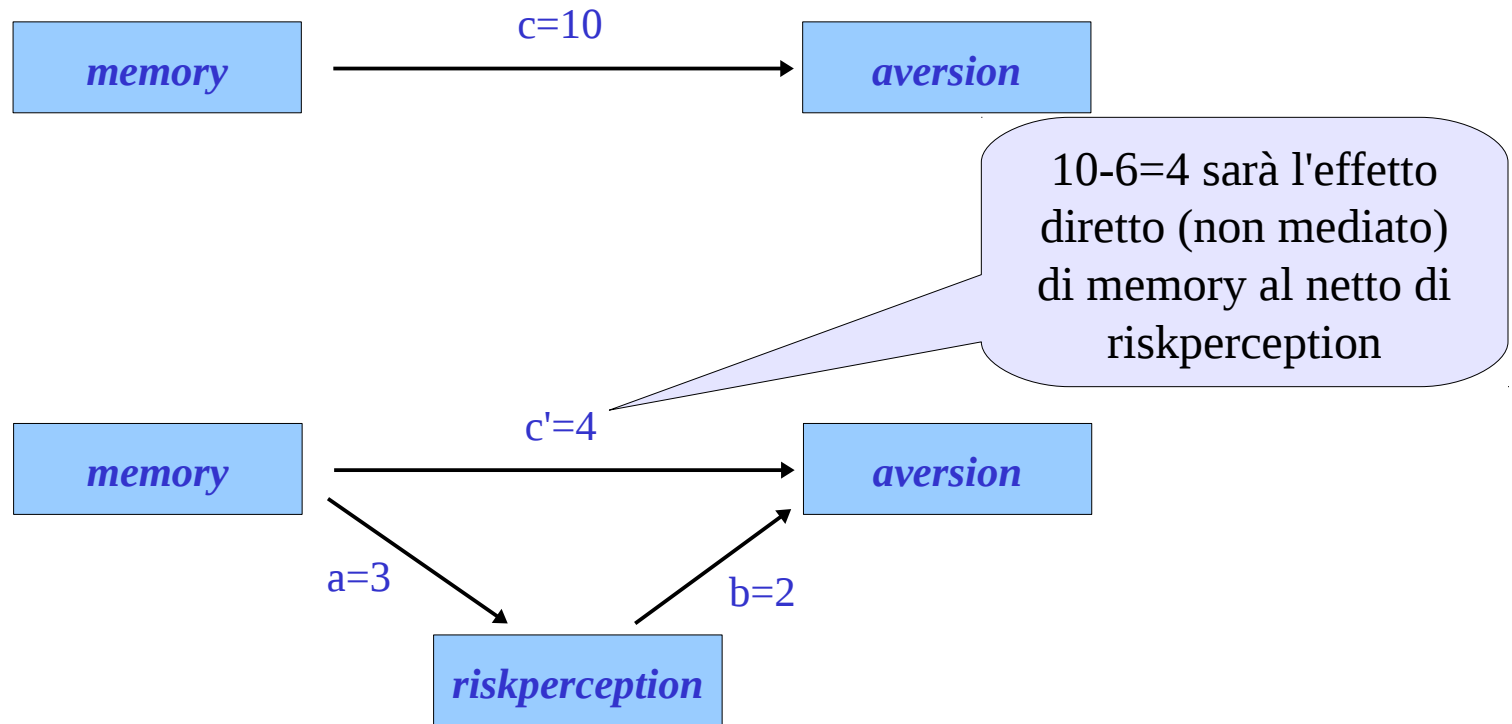 c=10
memory
aversion
10-6=4 sarà l'effetto
diretto (non mediato)
di memory al netto di
riskperception
c'=4
memory
aversion
a=3
b=2
riskperception